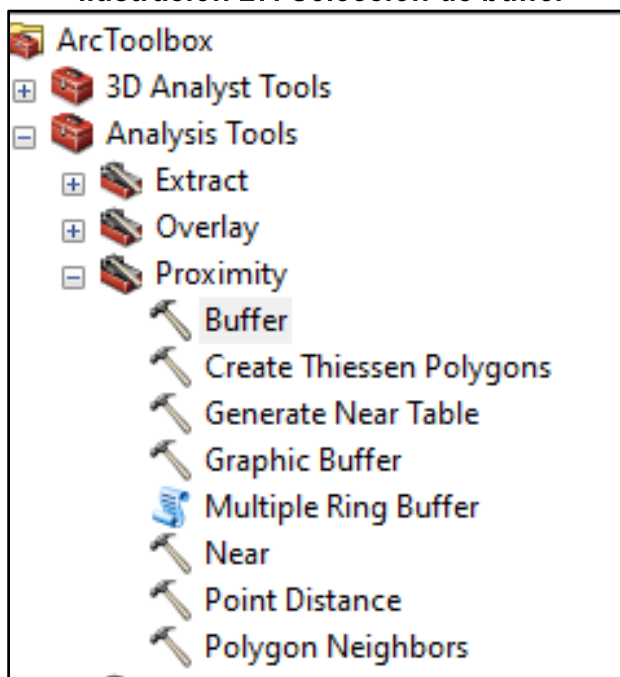 ArcToolbox
3D Analyst Tools
Analysis Tools
Extract
Overlay
Proximity
Buffer
Create Thiessen Polygons
Generate Near Table
Graphic Buffer
Multiple Ring Buffer
Near
Point Distance
Polygon Neighbors